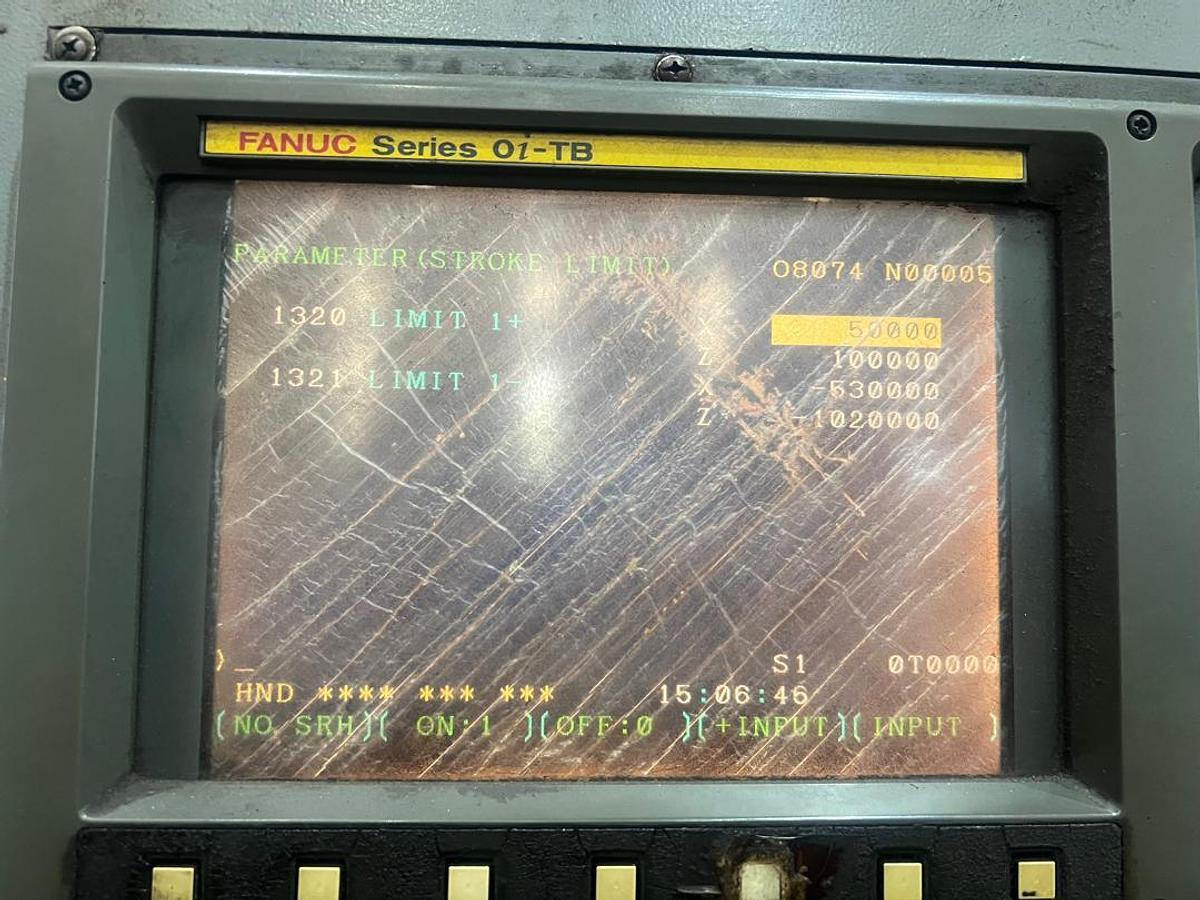 FANUC Series 0i-TB
PARAMETER (STROKE LIMIT) O8074 N00005
1320 LIMIT 1+ X 50000
Z 100000
1321 LIMIT 1- X -530000
Z -1020000
>_ S1 0T0000
HND **** *** *** 15:06:46
(NO.SRH)( ON:1 )(OFF:0 )(+INPUT)( INPUT )